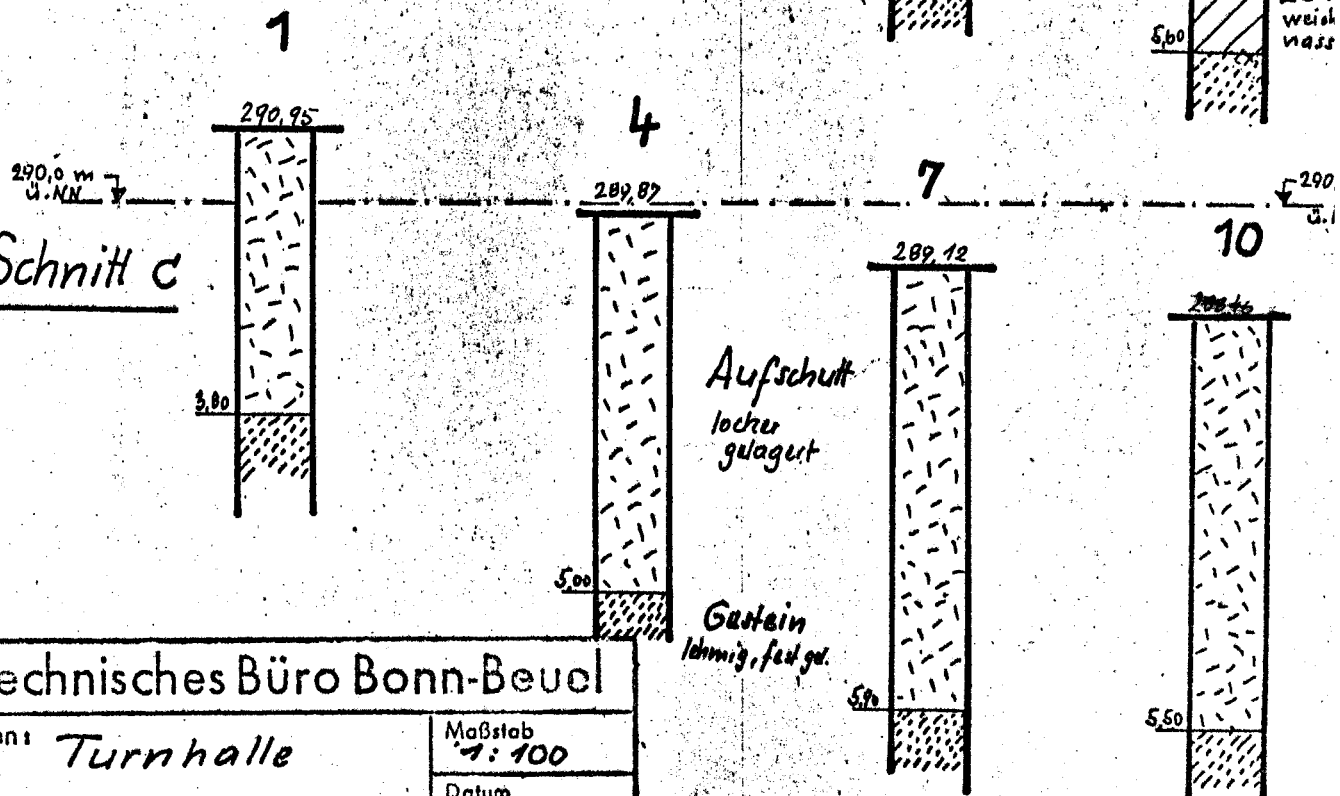 1
5,60
weich
nass
290,95
4
290,0 m
ü.NN
289,87
7
290
ü.
10
Schnitt c
289,12
Aufschutt
locker
gelagert
3,80
5,00
Gestein
lehmig, fest gel.
echnisches Büro Bonn-Beuel
5,90
5,50
Turnhalle
Maßstab
1:100
Datum